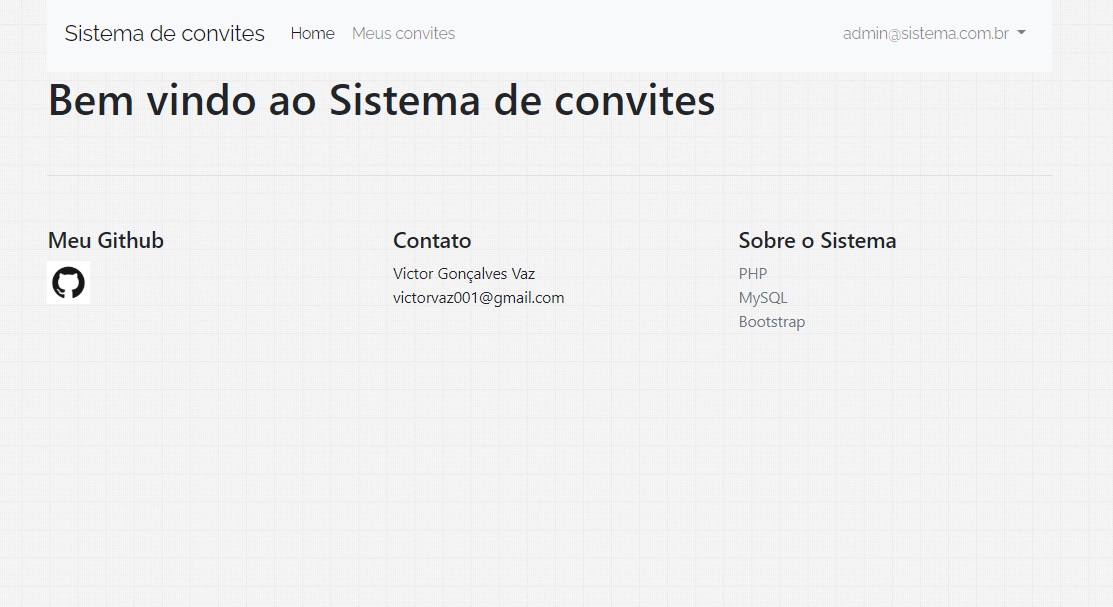 Sistema de convites Home Meus convites admin@sistema.com.br
Bem vindo ao Sistema de convites
Meu Github
Contato
Victor Gonçalves Vaz
victorvaz001@gmail.com
Sobre o Sistema
PHP
MySQL
Bootstrap